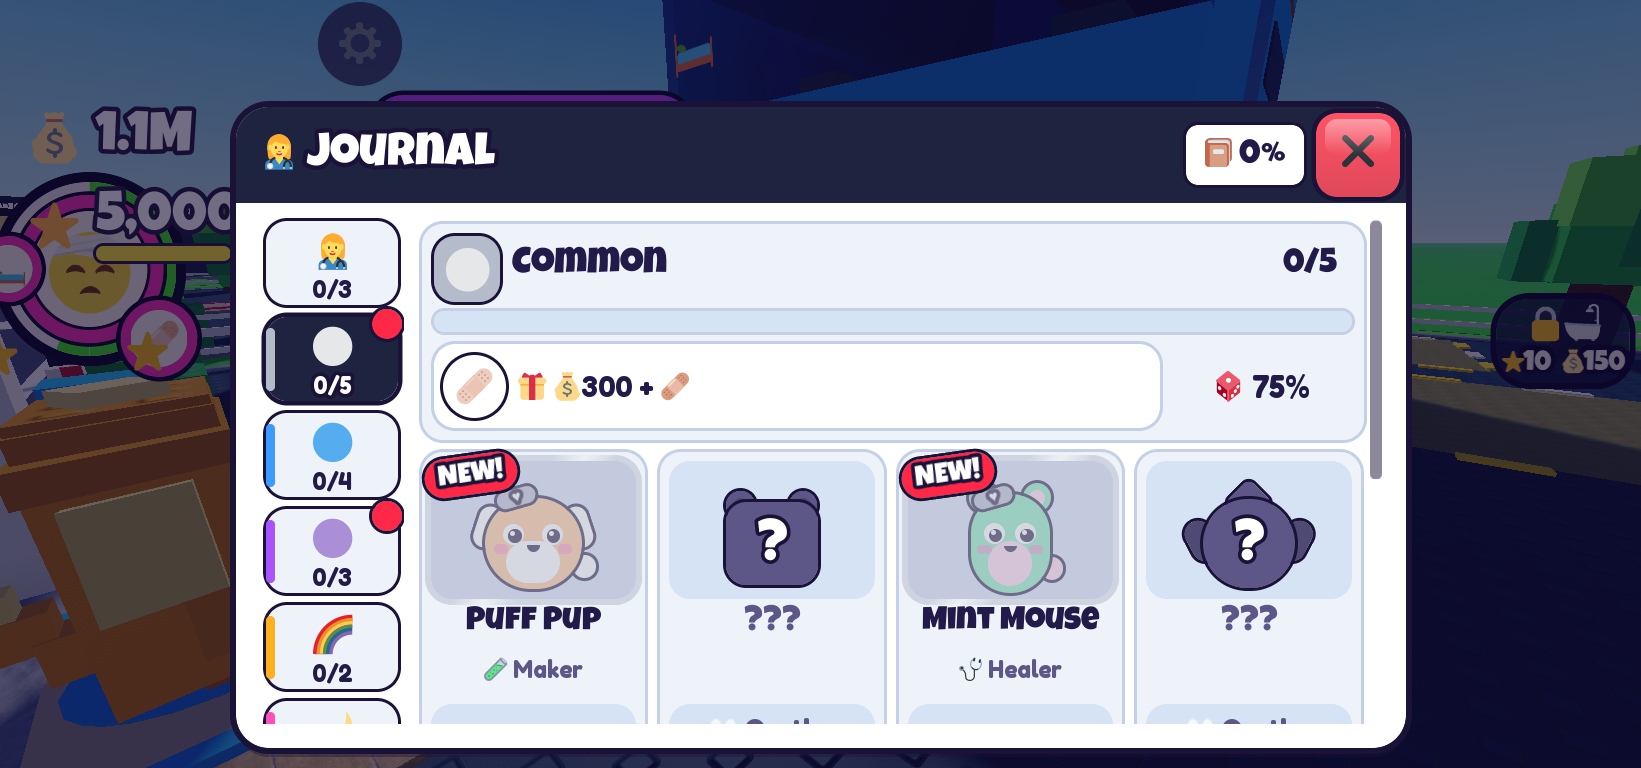 1.1M
5,000
JOURNAL
0%
0/3
0/5
0/4
0/3
0/2
common
0/5
300 +
75%
NEW!
PUFF PUP
Maker
?
???
NEW!
MINT MOUSE
Healer
?
???
10 150